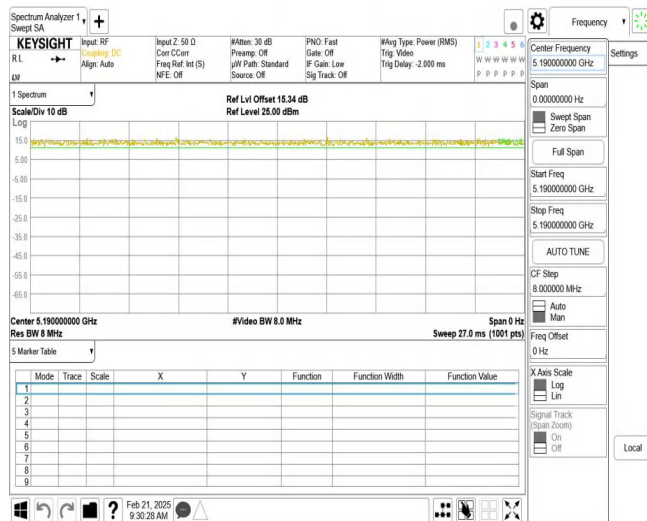 Spectrum Analyzer 1
Swept SA
Frequency
KEYSIGHT
RL
Input: RF
Coupling: DC
Align: Auto
Input Z: 50 Ω
Corr CCorr
Freq Ref: Int (S)
NFE: Off
#Atten: 30 dB
Preamp: Off
µW Path: Standard
Source: Off
PNO: Fast
Gate: Off
IF Gain: Low
Sig Track: Off
#Avg Type: Power (RMS)
Trig: Video
Trig Delay: -2.000 ms
1 2 3 4 5 6
W W W W W W
P P P P P P
1 Spectrum
Scale/Div 10 dB
Ref Lvl Offset 15.34 dB
Ref Level 25.00 dBm
Log
15.0
5.00
-5.00
-15.0
-25.0
-35.0
-45.0
-55.0
-65.0
Center 5.190000000 GHz
#Video BW 8.0 MHz
Span 0 Hz
Res BW 8 MHz
Sweep 27.0 ms (1001 pts)
5 Marker Table
Mode Trace Scale X Y Function Function Width Function Value
1
2
3
4
5
6
7
8
9
Feb 21, 2025
9:30:28 AM
Center Frequency
5.190000000 GHz
Settings
Span
0.00000000 Hz
Swept Span
Zero Span
Full Span
Start Freq
5.190000000 GHz
Stop Freq
5.190000000 GHz
AUTO TUNE
CF Step
8.000000 MHz
Auto
Man
Freq Offset
0 Hz
X Axis Scale
Log
Lin
Signal Track
(Span Zoom)
On
Off
Local